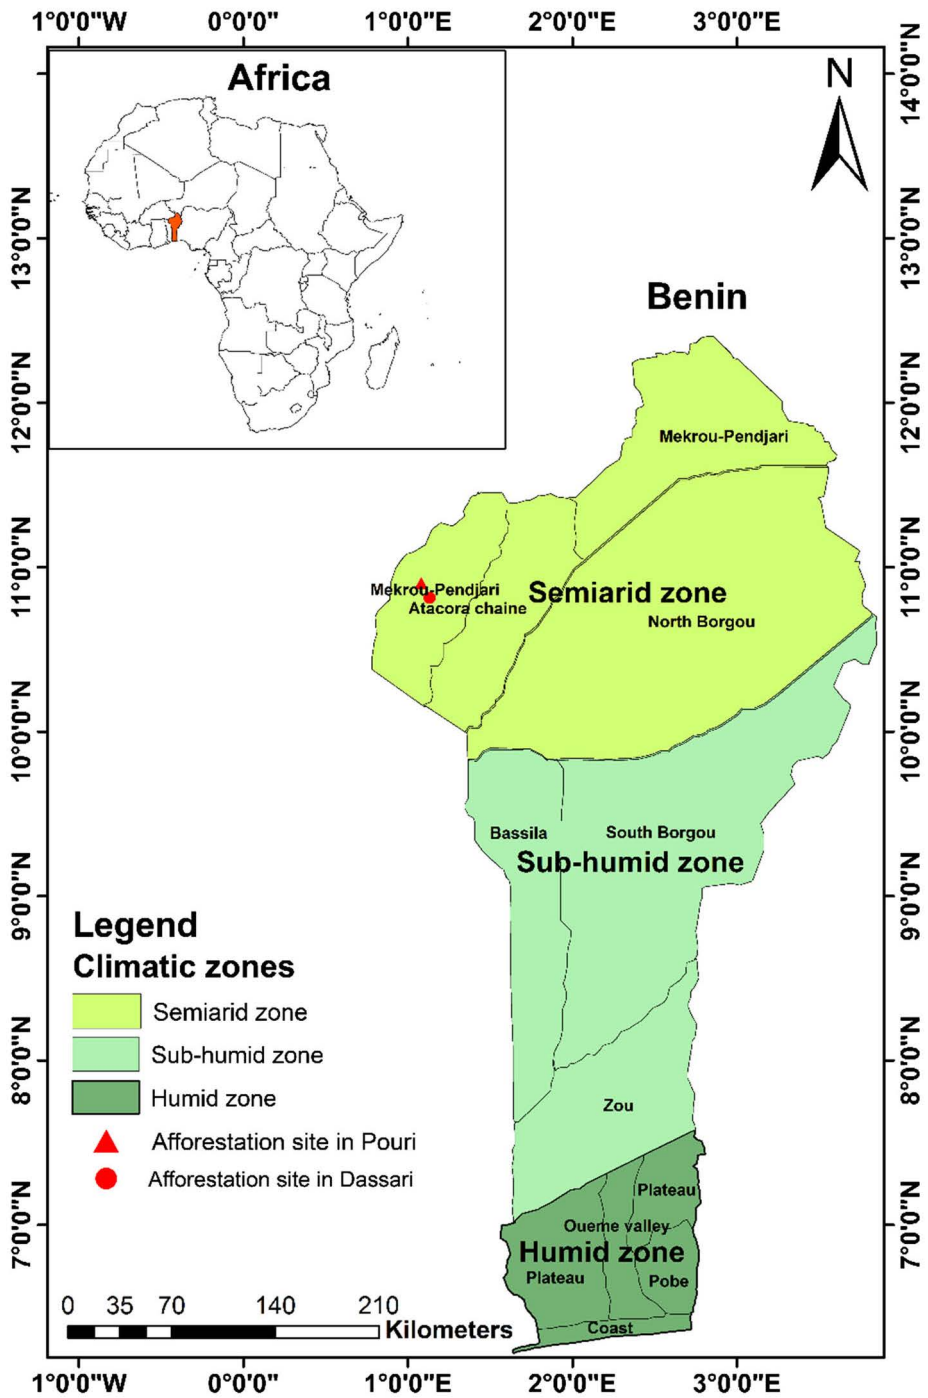 1°0'0"W 0°0'0" 1°0'0"E 2°0'0"E 3°0'0"E
Africa
N
14°0'0"N
13°0'0"N
13°0'0"N
Benin
12°0'0"N
12°0'0"N
Mekrou-Pendjari
11°0'0"N
11°0'0"N
Mekrou-Pendjari
Semiarid zone
Atacora chaine
North Borgou
10°0'0"N
10°0'0"N
Bassila
South Borgou
Sub-humid zone
9°0'0"N
9°0'0"N
Legend
Climatic zones
Semiarid zone
Sub-humid zone
8°0'0"N
8°0'0"N
Humid zone
Zou
Afforestation site in Pouri
Afforestation site in Dassari
Plateau
7°0'0"N
7°0'0"N
Oueme valley
Humid zone
Plateau
Pobe
0 35 70 140 210
Kilometers
Coast
1°0'0"W 0°0'0" 1°0'0"E 2°0'0"E 3°0'0"E